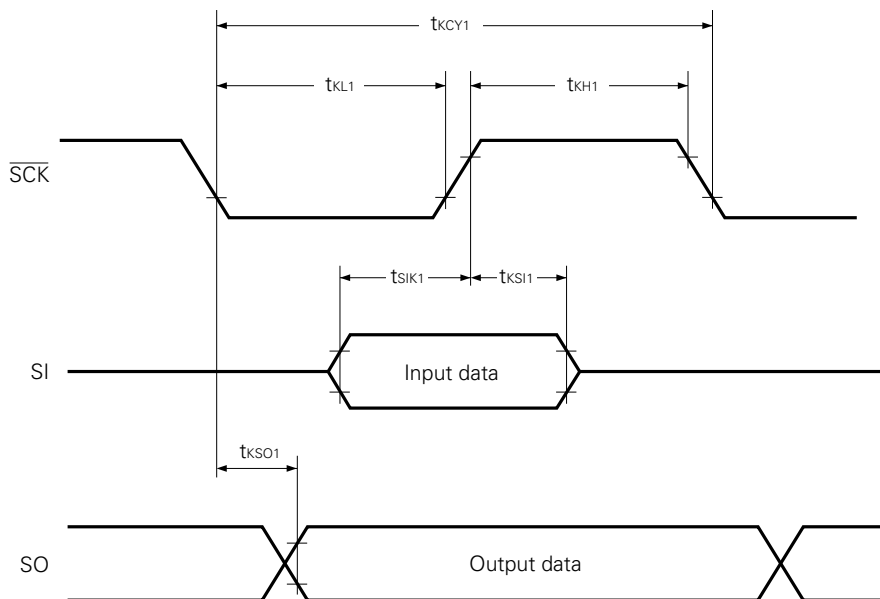 tKCY1
tKL1
tKH1
SCK
tSIK1
tKSI1
SI
Input data
tKSO1
SO
Output data